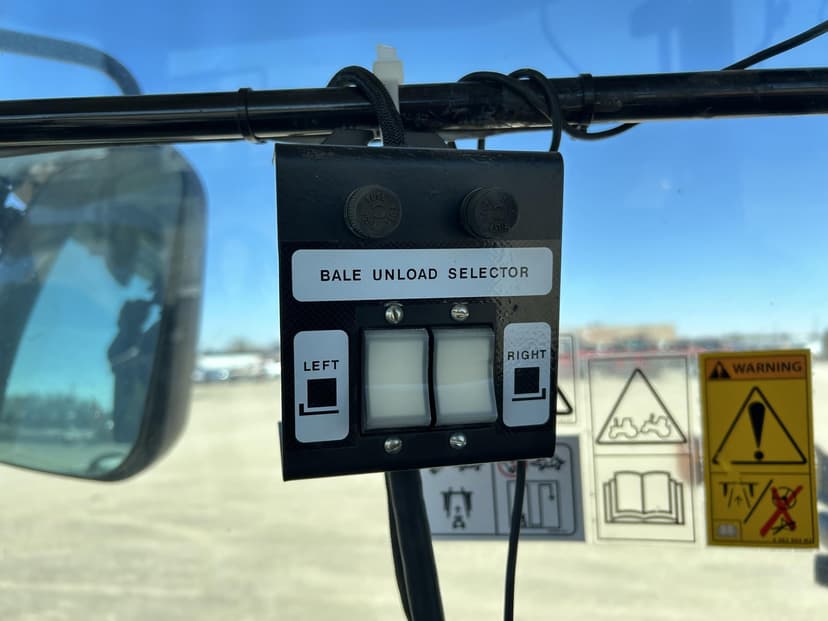 BALE UNLOAD SELECTOR
LEFT
RIGHT
WARNING